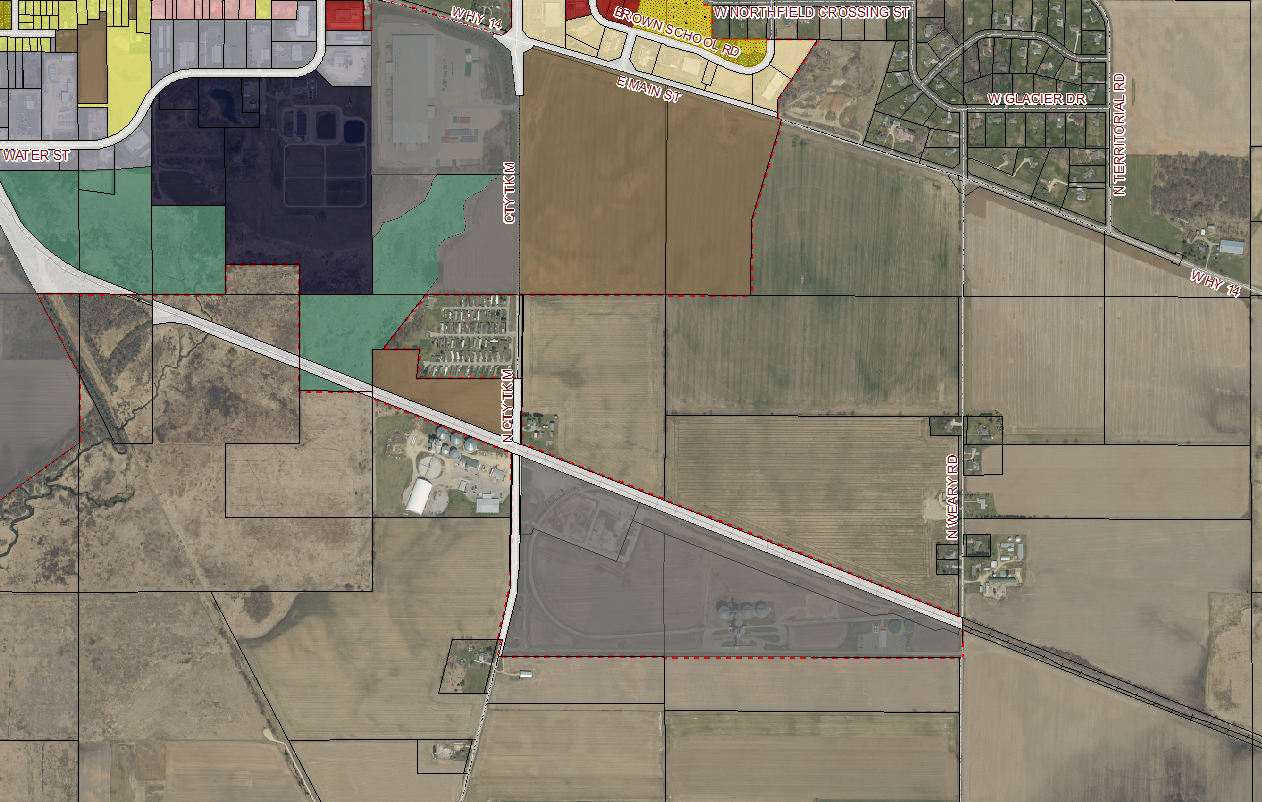 W HY 14
BROWN SCHOOL RD
W NORTHFIELD CROSSING ST
E MAIN ST
W GLACIER DR
N TERRITORIAL RD
WATER ST
CTY TK M
W HY 14
N CTY TK M
N WEARY RD